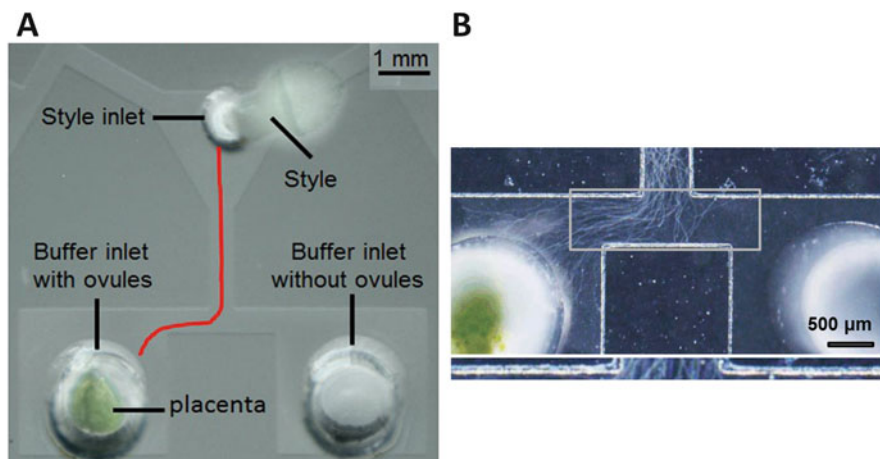 A
1 mm
Style inlet
Style
Buffer inlet
with ovules
Buffer inlet
without ovules
placenta
B
500 µm